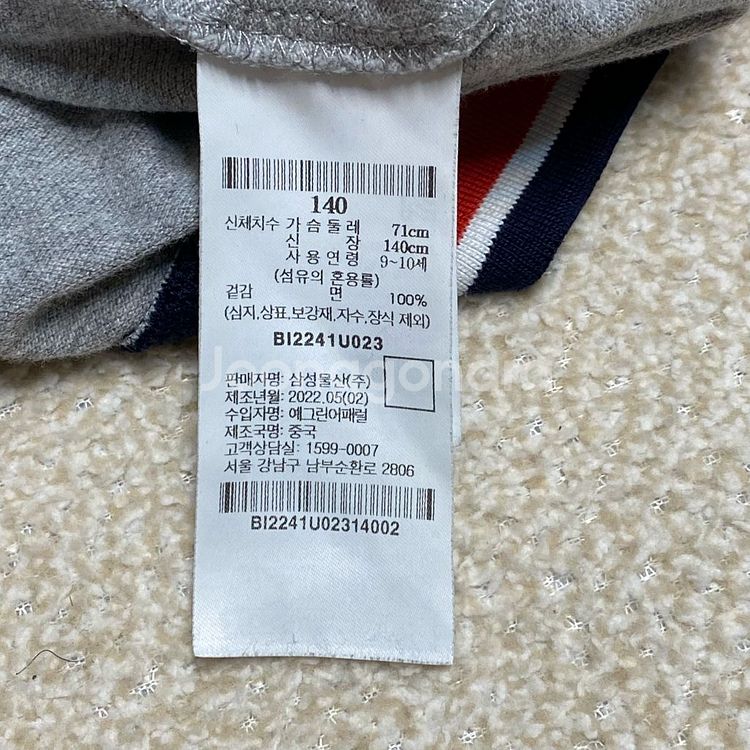 140
신체치수 가 슴 둘 레 71cm
신 장 140cm
사 용 연 령 9~10세
(섬유의 혼용률)
겉감 면 100%
(심지,상표,보강재,자수,장식 제외)
BI2241U023
판매자명: 삼성물산(주)
제조년월: 2022.05(02)
수입자명: 예그린어패럴
제조국명: 중국
고객상담실: 1599-0007
서울 강남구 남부순환로 2806
BI2241U02314002